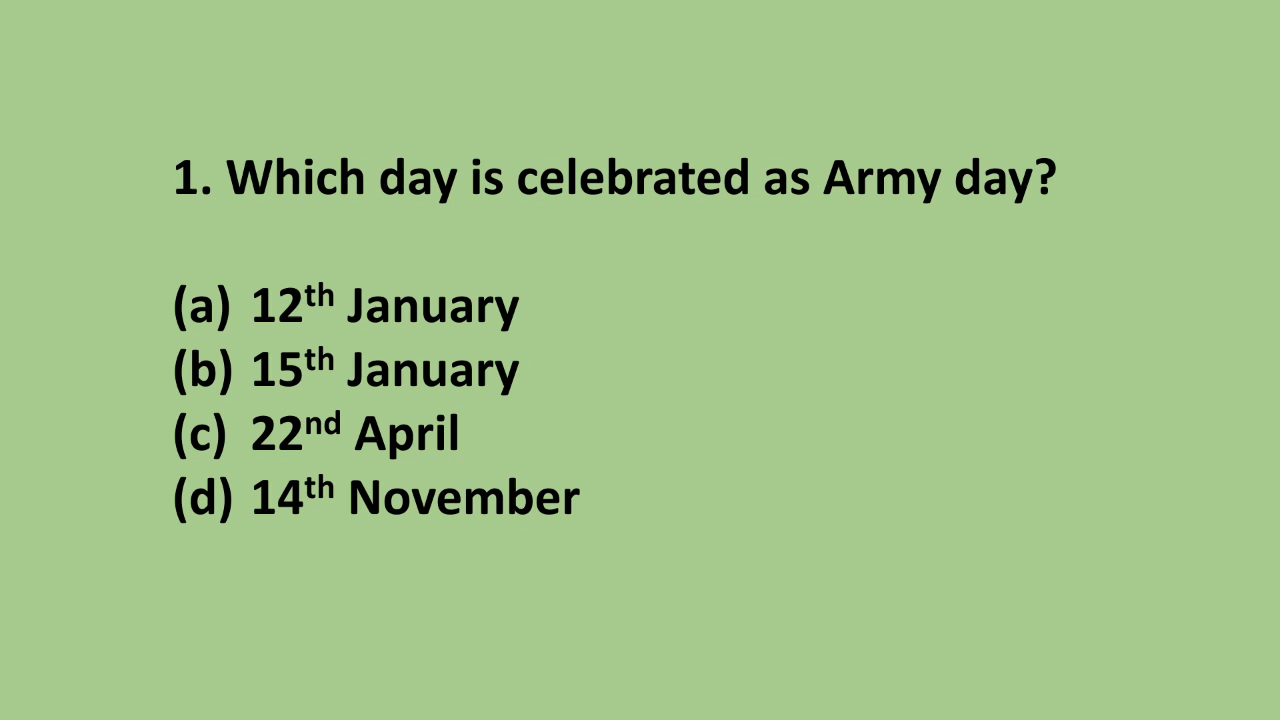 1. Which day is celebrated as Army day?
(a) 12th January
(b) 15th January
(c) 22nd April
(d) 14th November